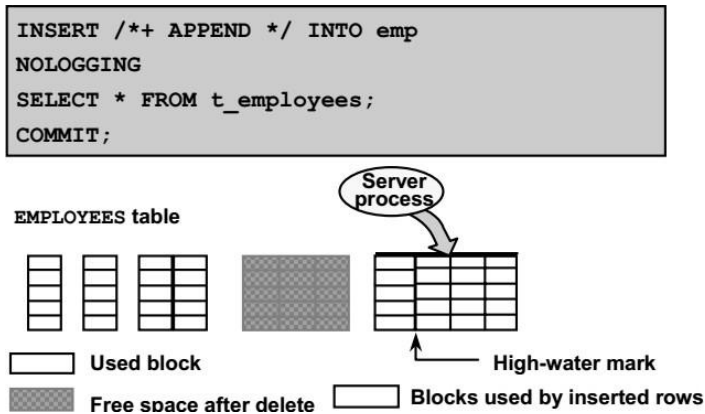 INSERT /*+ APPEND */ INTO emp
NOLOGGING
SELECT * FROM t_employees;
COMMIT;
Server
process
EMPLOYEES table
Used block
High-water mark
Free space after delete
Blocks used by inserted rows